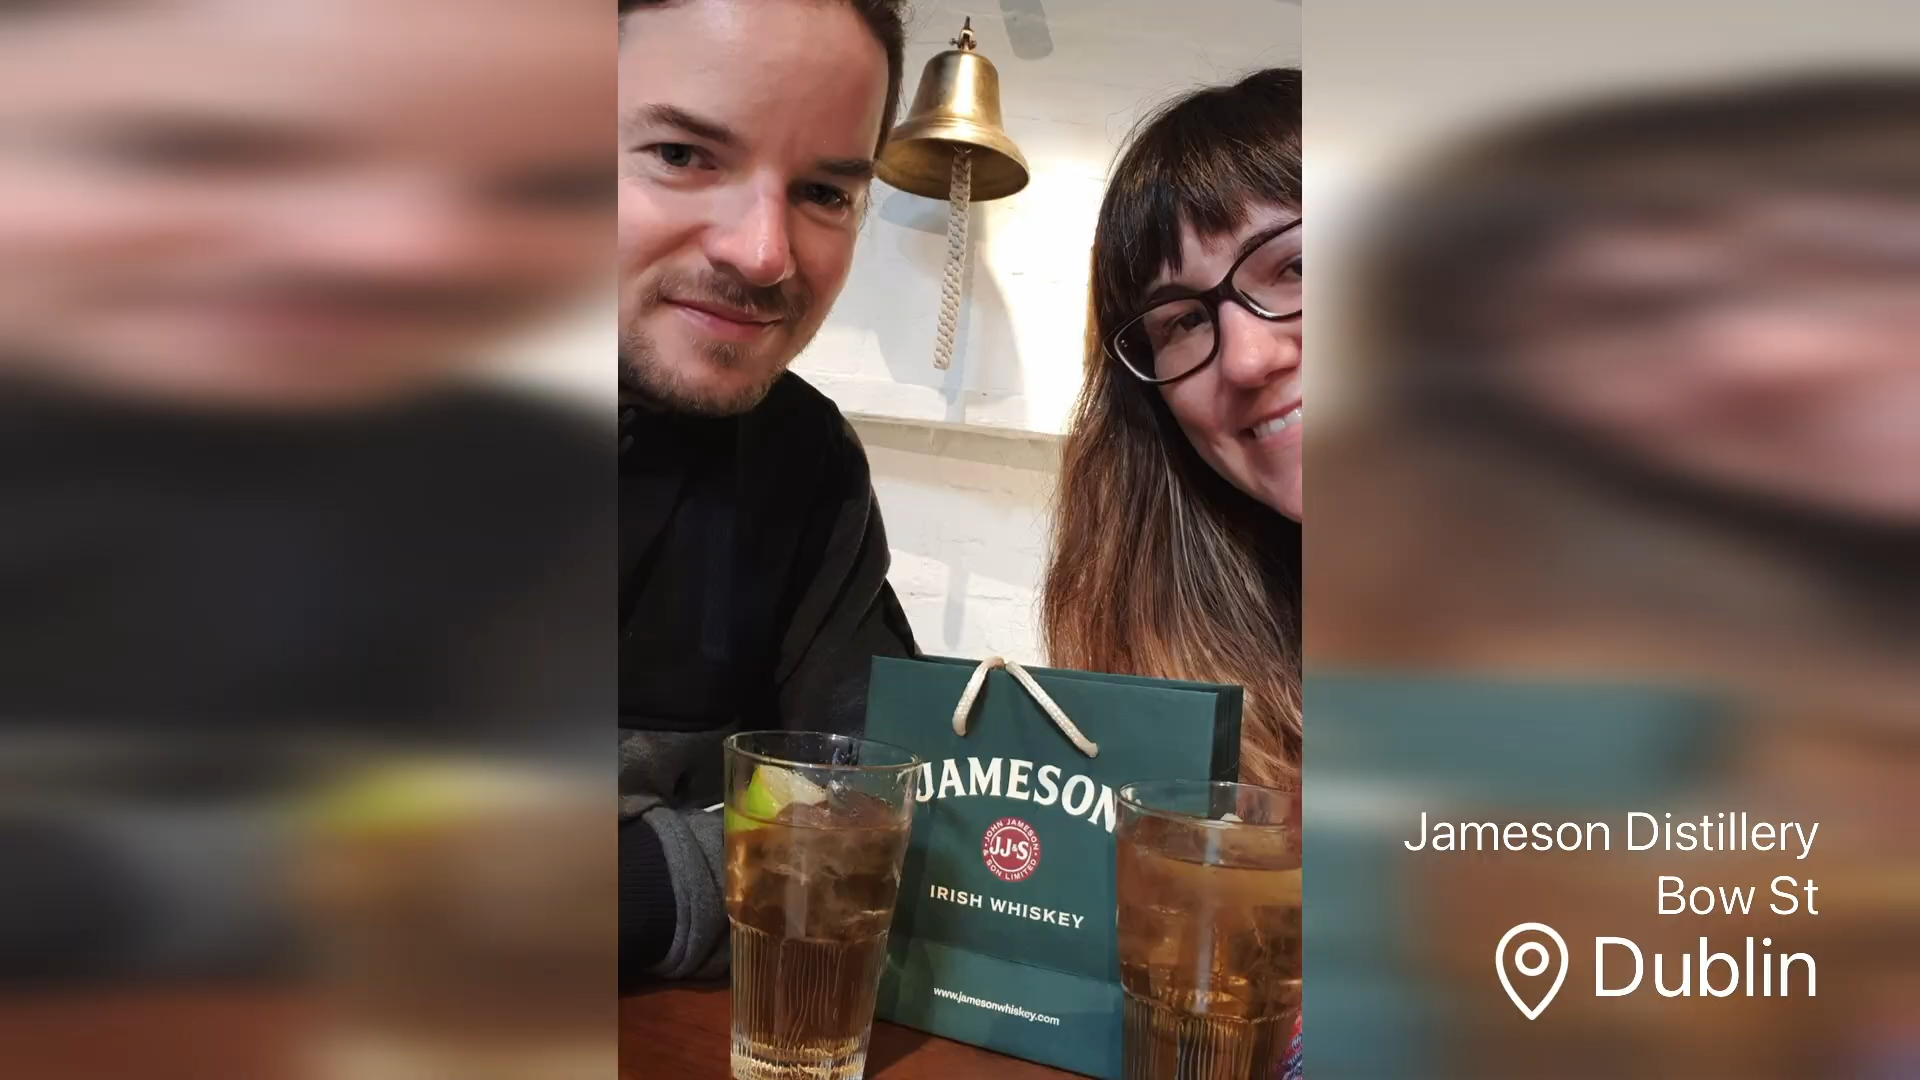 JAMESON
JOHN JAMESON
JJ&S
& SON LIMITED
IRISH WHISKEY
www.jamesonwhiskey.com
Jameson Distillery
Bow St
Dublin